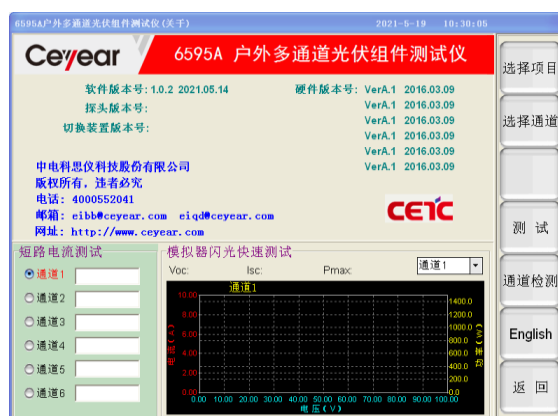 6595A户外多通道光伏组件测试仪(关于) 2021-5-19 10:30:05
Ceyear 6595A 户外多通道光伏组件测试仪
软件版本号: 1.0.2 2021.05.14
探头版本号:
切换装置版本号:
硬件版本号: VerA.1 2016.03.09
VerA.1 2016.03.09
VerA.1 2016.03.09
VerA.1 2016.03.09
VerA.1 2016.03.09
VerA.1 2016.03.09
中电科思仪科技股份有限公司
版权所有，违者必究
电话: 4000552041
邮箱: eibb@ceyear.com eiqd@ceyear.com
网址: http://www.ceyear.com
CETC
短路电流测试
通道1
通道2
通道3
通道4
通道5
通道6
模拟器闪光快速测试
Voc: Isc: Pmax: 通道1
通道1
10.00
8.00
6.00
4.00
2.00
0.00
电流(A)
1400.0
1200.0
1000.0
800.0
600.0
400.0
200.0
0.0
功率(W)
0.00 10.00 20.00 30.00 40.00 50.00 60.00 70.00 80.00 90.00 100.00
电压(V)
选择项目
选择通道
测 试
通道检测
English
返 回